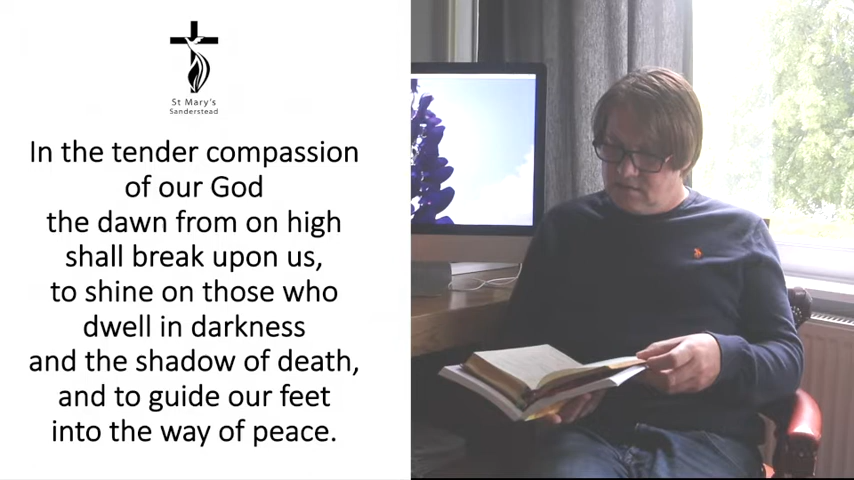 St Mary's
Sanderstead
In the tender compassion
of our God
the dawn from on high
shall break upon us,
to shine on those who
dwell in darkness
and the shadow of death,
and to guide our feet
into the way of peace.